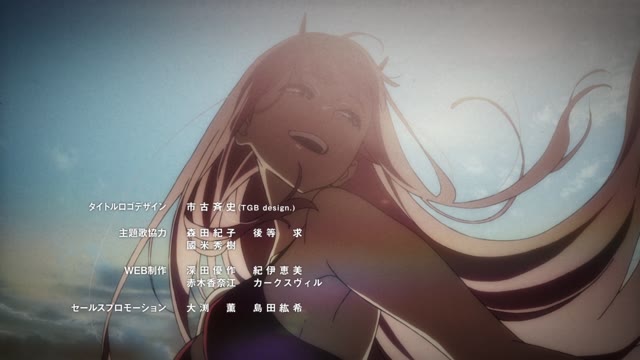 タイトルロゴデザイン 市古斉史(TGB design.)
主題歌協力 森田紀子 後等 求
國米秀樹
WEB制作 深田優作 紀伊恵美
赤木香奈江 カークスヴィル
セールスプロモーション 大渕 薫 島田紘希